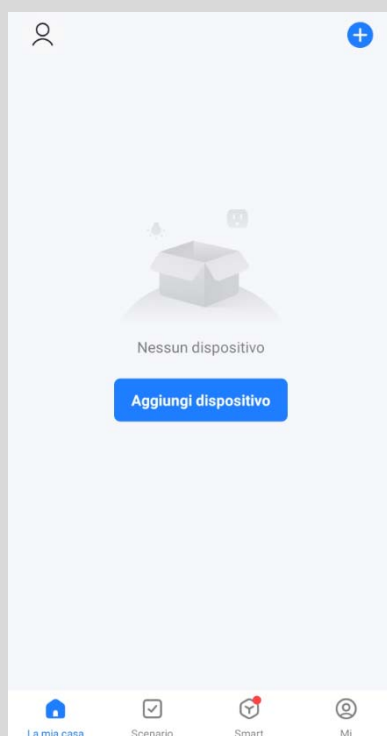 Nessun dispositivo
Aggiungi dispositivo
La mia casa
Scenario
Smart
Mi